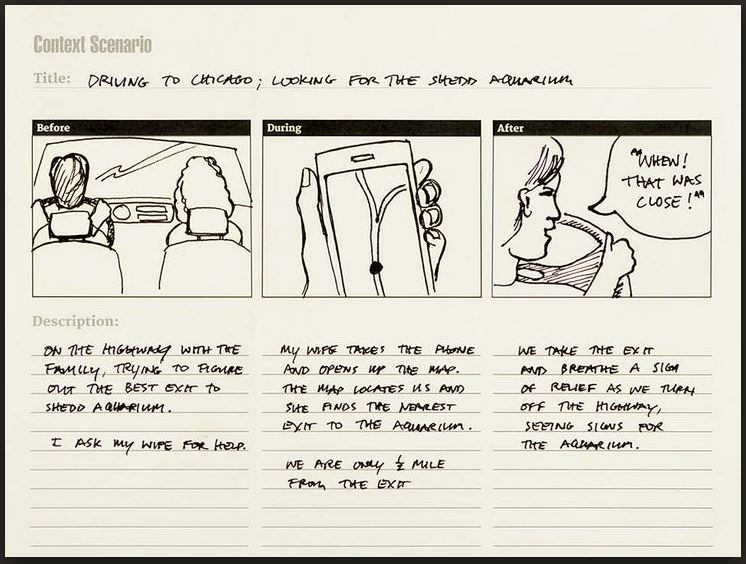 Context Scenario
Title: DRIVING TO CHICAGO; LOOKING FOR THE SHEDD AQUARIUM
Before
During
After
"WHEW!
THAT WAS
CLOSE!"
Description:
ON THE HIGHWAY WITH THE
FAMILY, TRYING TO FIGURE
OUT THE BEST EXIT TO
SHEDD AQUARIUM.
I ASK MY WIFE FOR HELP.
MY WIFE TAKES THE PHONE
AND OPENS UP THE MAP.
THE MAP LOCATES US AND
SHE FINDS THE NEAREST
EXIT TO THE AQUARIUM.
WE ARE ONLY ½ MILE
FROM THE EXIT
WE TAKE THE EXIT
AND BREATHE A SIGH
OF RELIEF AS WE TURN
OFF THE HIGHWAY,
SEEING SIGNS FOR
THE AQUARIUM.